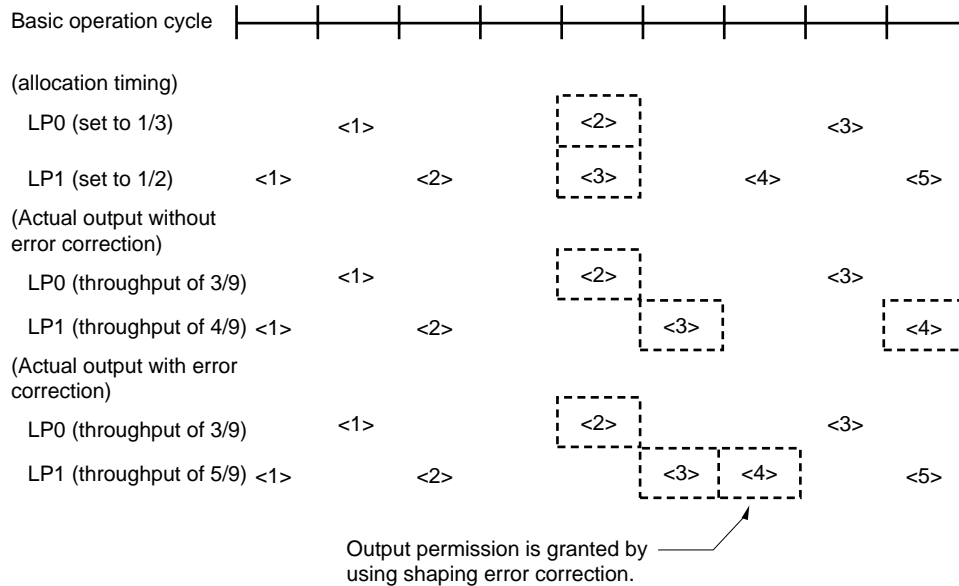 Basic operation cycle
(allocation timing)
LP0 (set to 1/3) <1> <2> <3>
LP1 (set to 1/2) <1> <2> <3> <4> <5>
(Actual output without
error correction)
LP0 (throughput of 3/9) <1> <2> <3>
LP1 (throughput of 4/9) <1> <2> <3> <4>
(Actual output with error
correction)
LP0 (throughput of 3/9) <1> <2> <3>
LP1 (throughput of 5/9) <1> <2> <3> <4> <5>
Output permission is granted by
using shaping error correction.